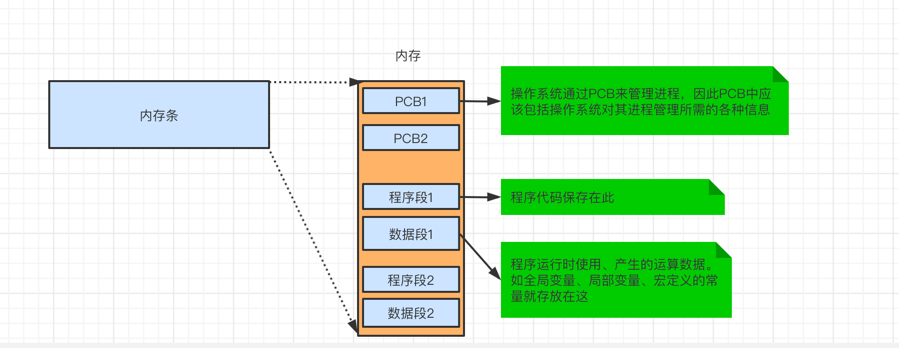 内存
内存条
PCB1
操作系统通过PCB来管理进程，因此PCB中应
该包括操作系统对其进程管理所需的各种信息
PCB2
程序段1
程序代码保存在此
数据段1
程序运行时使用、产生的运算数据。
如全局变量、局部变量、宏定义的常
量就存放在这
程序段2
数据段2